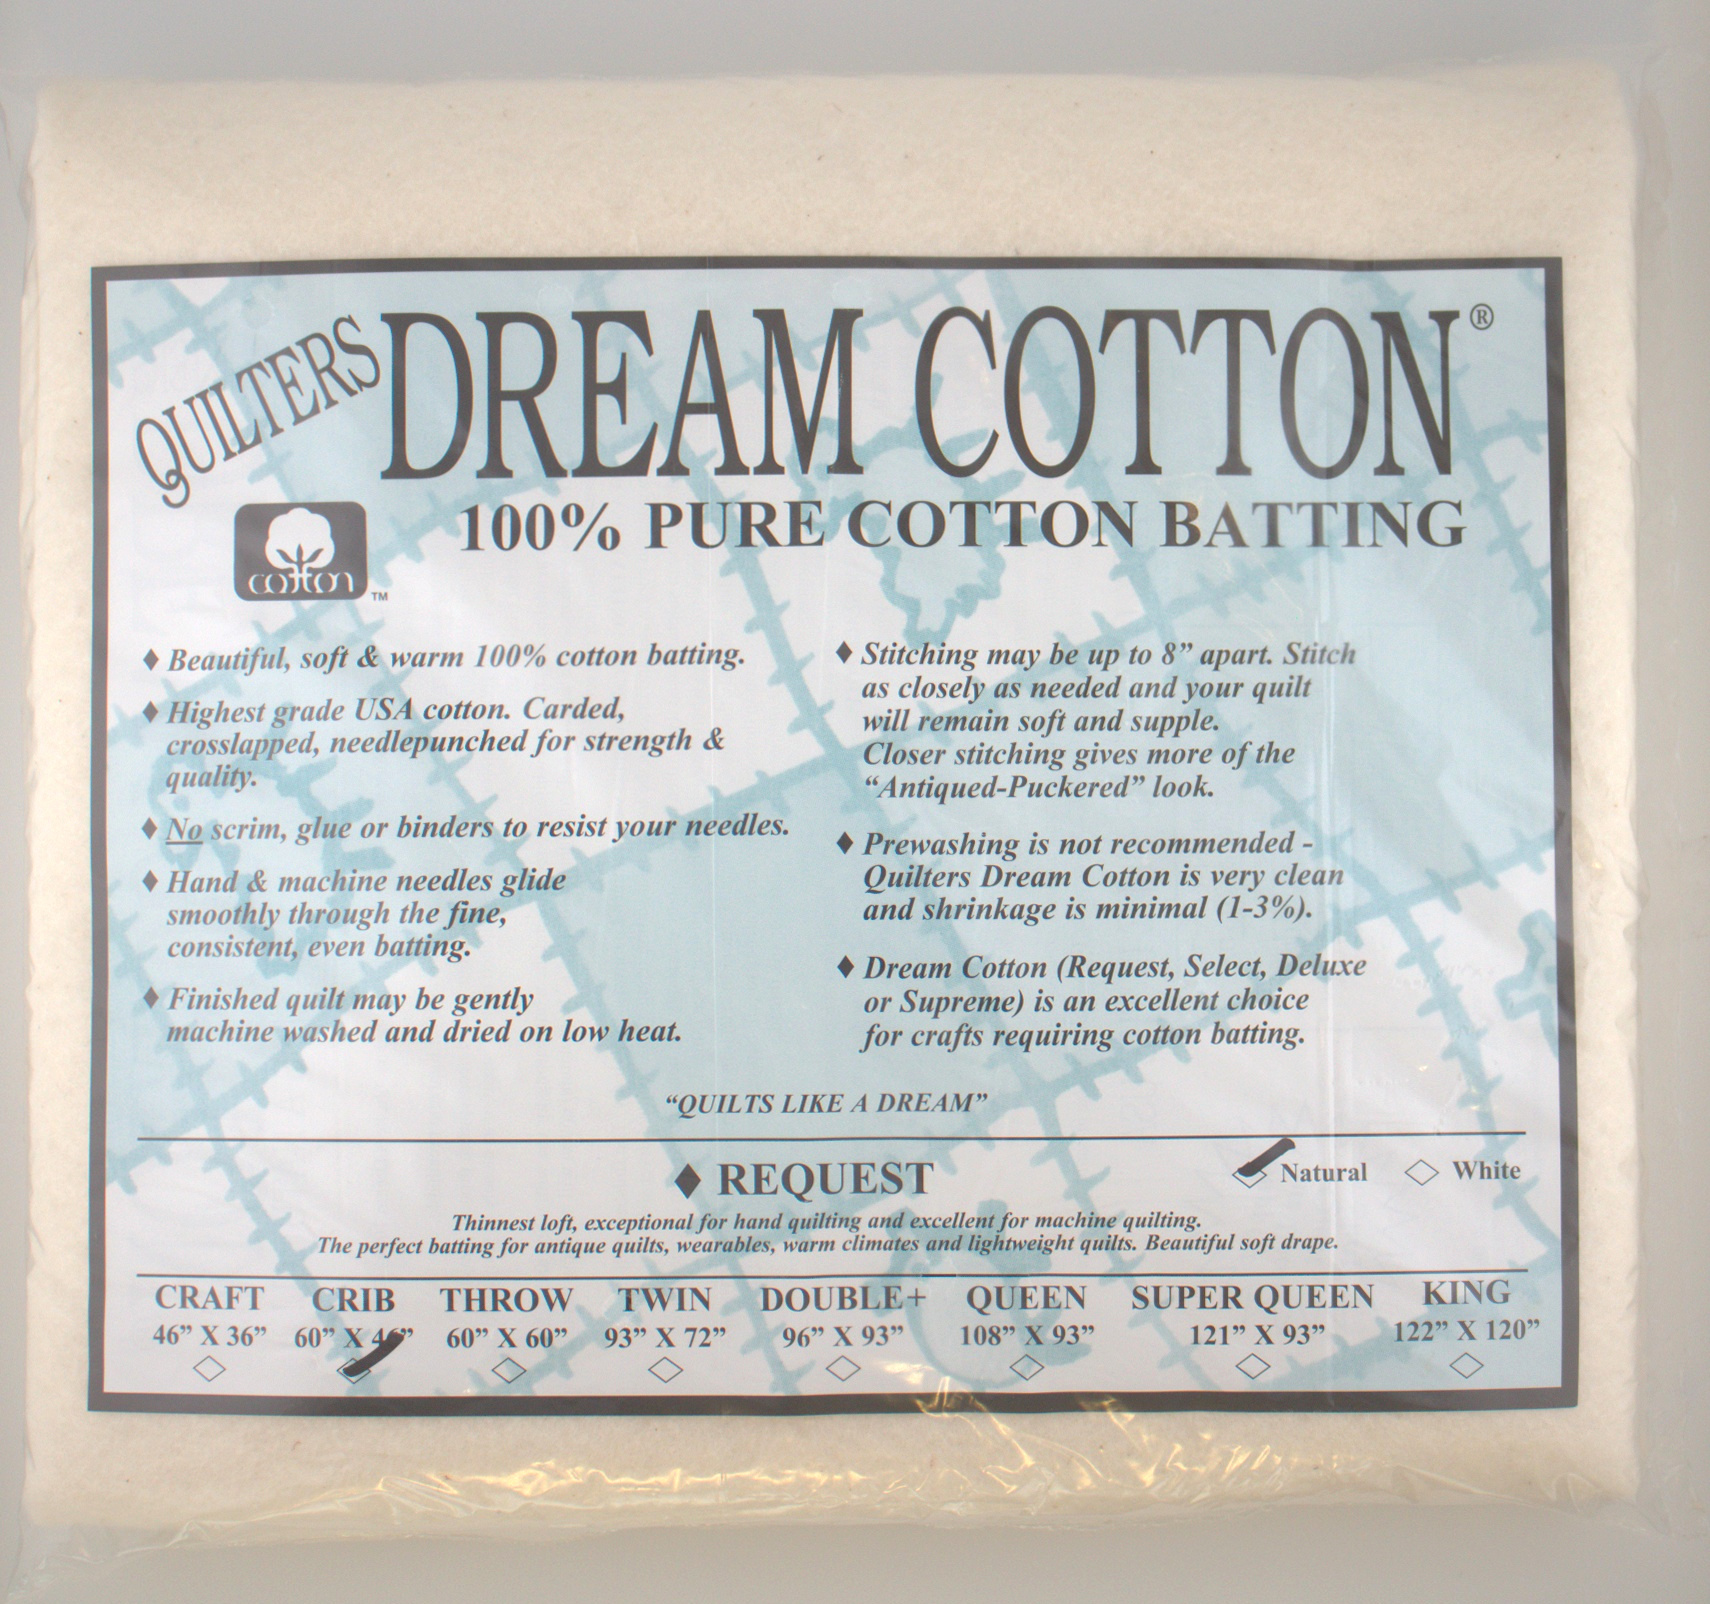 QUILTERS DREAM COTTON®
100% PURE COTTON BATTING
cotton ™
♦ Beautiful, soft & warm 100% cotton batting.
♦ Highest grade USA cotton. Carded,
crosslapped, needlepunched for strength &
quality.
♦ No scrim, glue or binders to resist your needles.
♦ Hand & machine needles glide
smoothly through the fine,
consistent, even batting.
♦ Finished quilt may be gently
machine washed and dried on low heat.
♦ Stitching may be up to 8” apart. Stitch
as closely as needed and your quilt
will remain soft and supple.
Closer stitching gives more of the
“Antiqued-Puckered” look.
♦ Prewashing is not recommended -
Quilters Dream Cotton is very clean
and shrinkage is minimal (1-3%).
♦ Dream Cotton (Request, Select, Deluxe
or Supreme) is an excellent choice
for crafts requiring cotton batting.
“QUILTS LIKE A DREAM”
♦ REQUEST
Natural
White
Thinnest loft, exceptional for hand quilting and excellent for machine quilting.
The perfect batting for antique quilts, wearables, warm climates and lightweight quilts. Beautiful soft drape.
CRAFT CRIB THROW TWIN DOUBLE+ QUEEN SUPER QUEEN KING
46” X 36” 60” X 46” 60” X 60” 93” X 72” 96” X 93” 108” X 93” 121” X 93” 122” X 120”